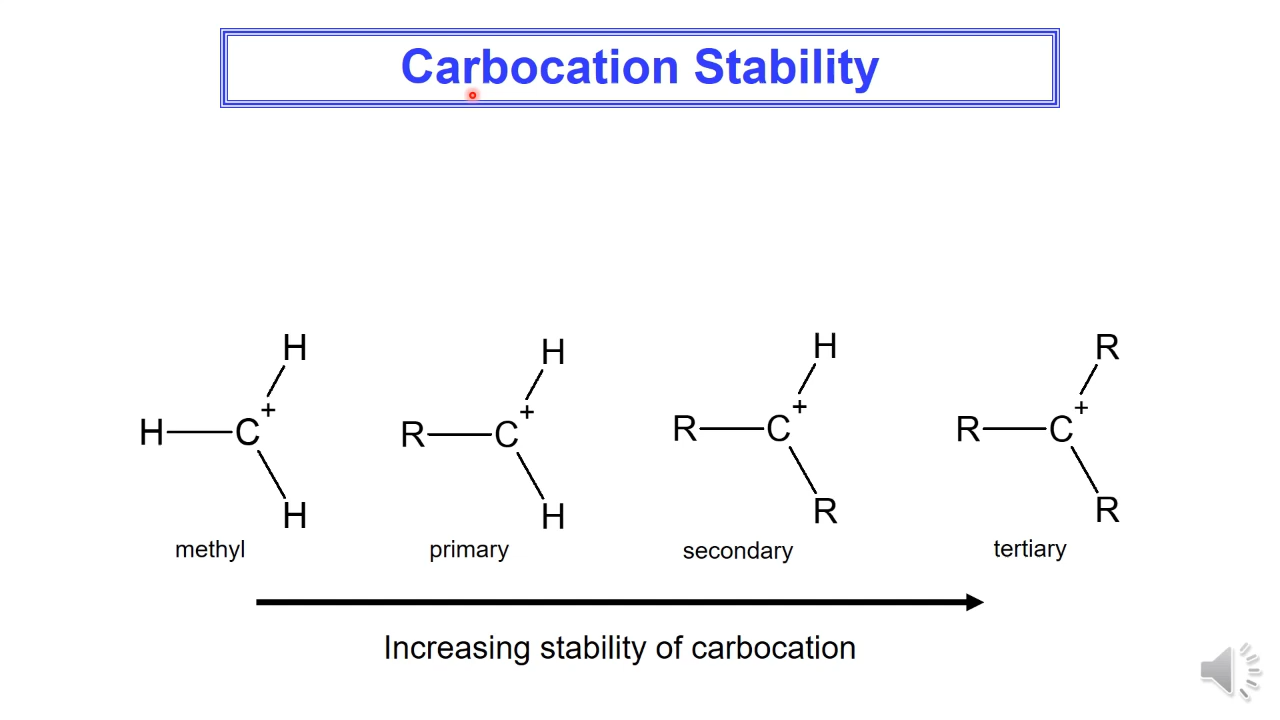 Carbocation Stability
H
H
H
R
H—C+
R—C+
R—C+
R—C+
H
H
R
R
methyl
primary
secondary
tertiary
Increasing stability of carbocation